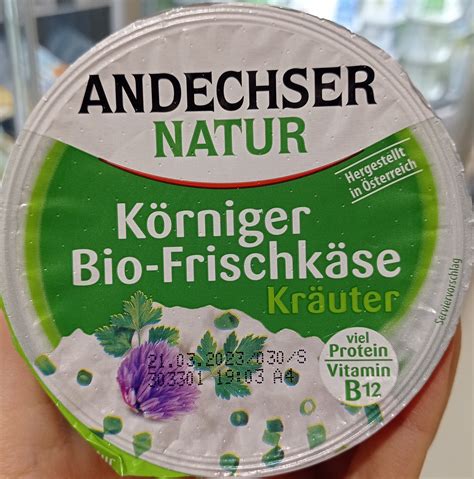 ANDECHSER
NATUR
Hergestellt
in Österreich
Körniger
Bio-Frischkäse
Kräuter
Serviervorschlag
viel
Protein
Vitamin
B12
21.03.2023/030/S
303301 19:03 A4